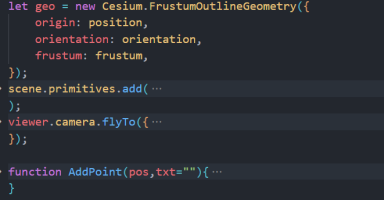 let geo = new Cesium.FrustumOutlineGeometry({
    origin: position,
    orientation: orientation,
    frustum: frustum,
});
scene.primitives.add(···
);
viewer.camera.flyTo({···
});

function AddPoint(pos,txt=""){···
}